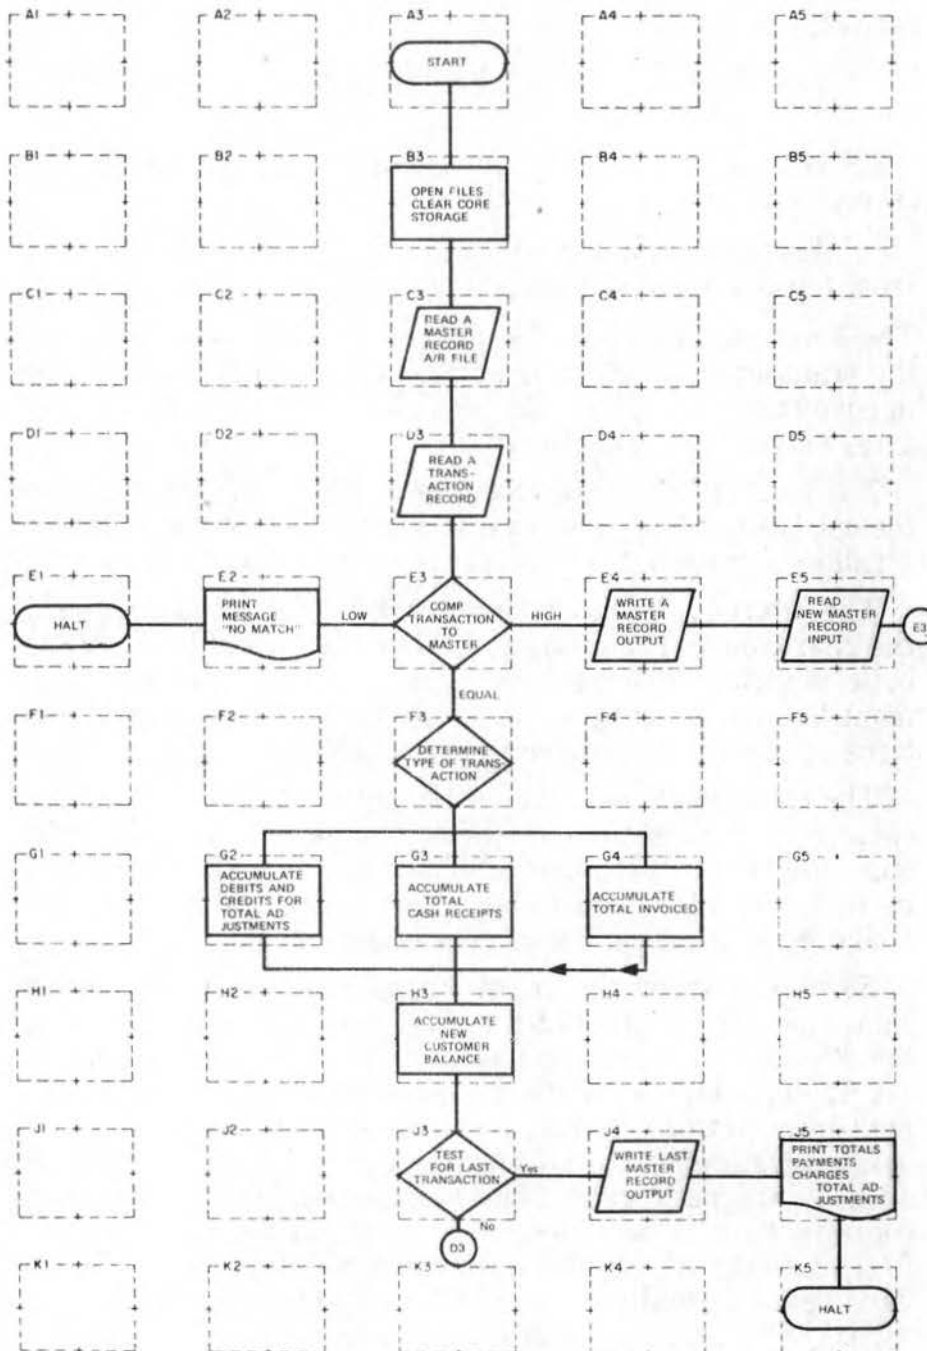 A1 A2 A3 A4 A5
START
B1 B2 B3 B4 B5
OPEN FILES
CLEAR CORE
STORAGE
C1 C2 C3 C4 C5
READ A
MASTER
RECORD
A/R FILE
D1 D2 D3 D4 D5
READ A
TRANS-
ACTION
RECORD
E1 E2 E3 E4 E5
HALT
PRINT
MESSAGE
"NO MATCH"
LOW
COMP
TRANSACTION
TO
MASTER
HIGH
WRITE A
MASTER
RECORD
OUTPUT
READ
NEW MASTER
RECORD
INPUT
E3
EQUAL
F1 F2 F3 F4 F5
DETERMINE
TYPE OF TRANS-
ACTION
G1 G2 G3 G4 G5
ACCUMULATE
DEBITS AND
CREDITS FOR
TOTAL AD
JUSTMENTS
ACCUMULATE
TOTAL
CASH RECEIPTS
ACCUMULATE
TOTAL INVOICED
H1 H2 H3 H4 H5
ACCUMULATE
NEW
CUSTOMER
BALANCE
J1 J2 J3 J4 J5
TEST
FOR LAST
TRANSACTION
Yes
WRITE LAST
MASTER
RECORD
OUTPUT
PRINT TOTALS
PAYMENTS
CHARGES
TOTAL AD-
JUSTMENTS
No
D3
K1 K2 K3 K4 K5
HALT